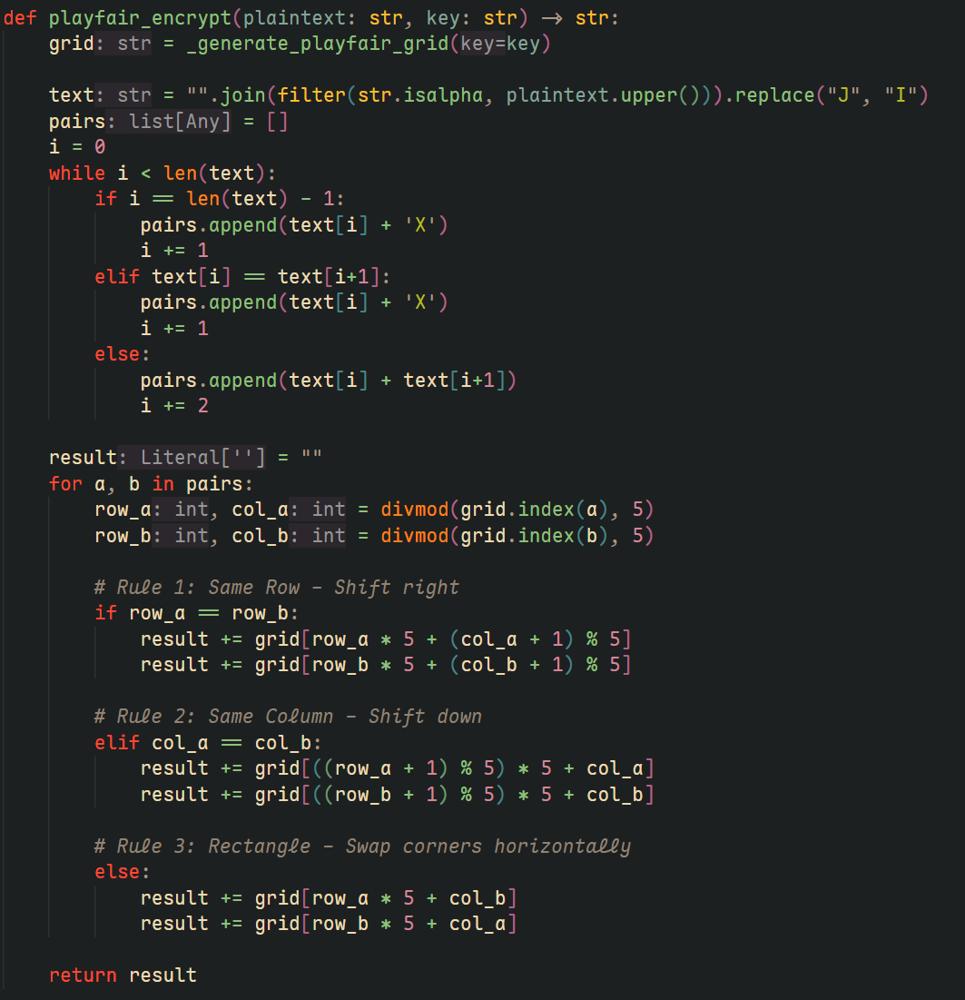 def playfair_encrypt(plaintext: str, key: str) -> str:
    grid: str = _generate_playfair_grid(key=key)

    text: str = "".join(filter(str.isalpha, plaintext.upper())).replace("J", "I")
    pairs: list[Any] = []
    i = 0
    while i < len(text):
        if i == len(text) - 1:
            pairs.append(text[i] + 'X')
            i += 1
        elif text[i] == text[i+1]:
            pairs.append(text[i] + 'X')
            i += 1
        else:
            pairs.append(text[i] + text[i+1])
            i += 2

    result: Literal[''] = ""
    for a, b in pairs:
        row_a: int, col_a: int = divmod(grid.index(a), 5)
        row_b: int, col_b: int = divmod(grid.index(b), 5)

        # Rule 1: Same Row - Shift right
        if row_a == row_b:
            result += grid[row_a * 5 + (col_a + 1) % 5]
            result += grid[row_b * 5 + (col_b + 1) % 5]

        # Rule 2: Same Column - Shift down
        elif col_a == col_b:
            result += grid[((row_a + 1) % 5) * 5 + col_a]
            result += grid[((row_b + 1) % 5) * 5 + col_b]

        # Rule 3: Rectangle - Swap corners horizontally
        else:
            result += grid[row_a * 5 + col_b]
            result += grid[row_b * 5 + col_a]

    return result